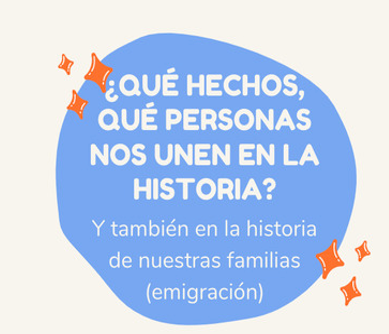 ¿QUÉ HECHOS,
QUÉ PERSONAS
NOS UNEN EN LA
HISTORIA?
Y también en la historia
de nuestras familias
(emigración)